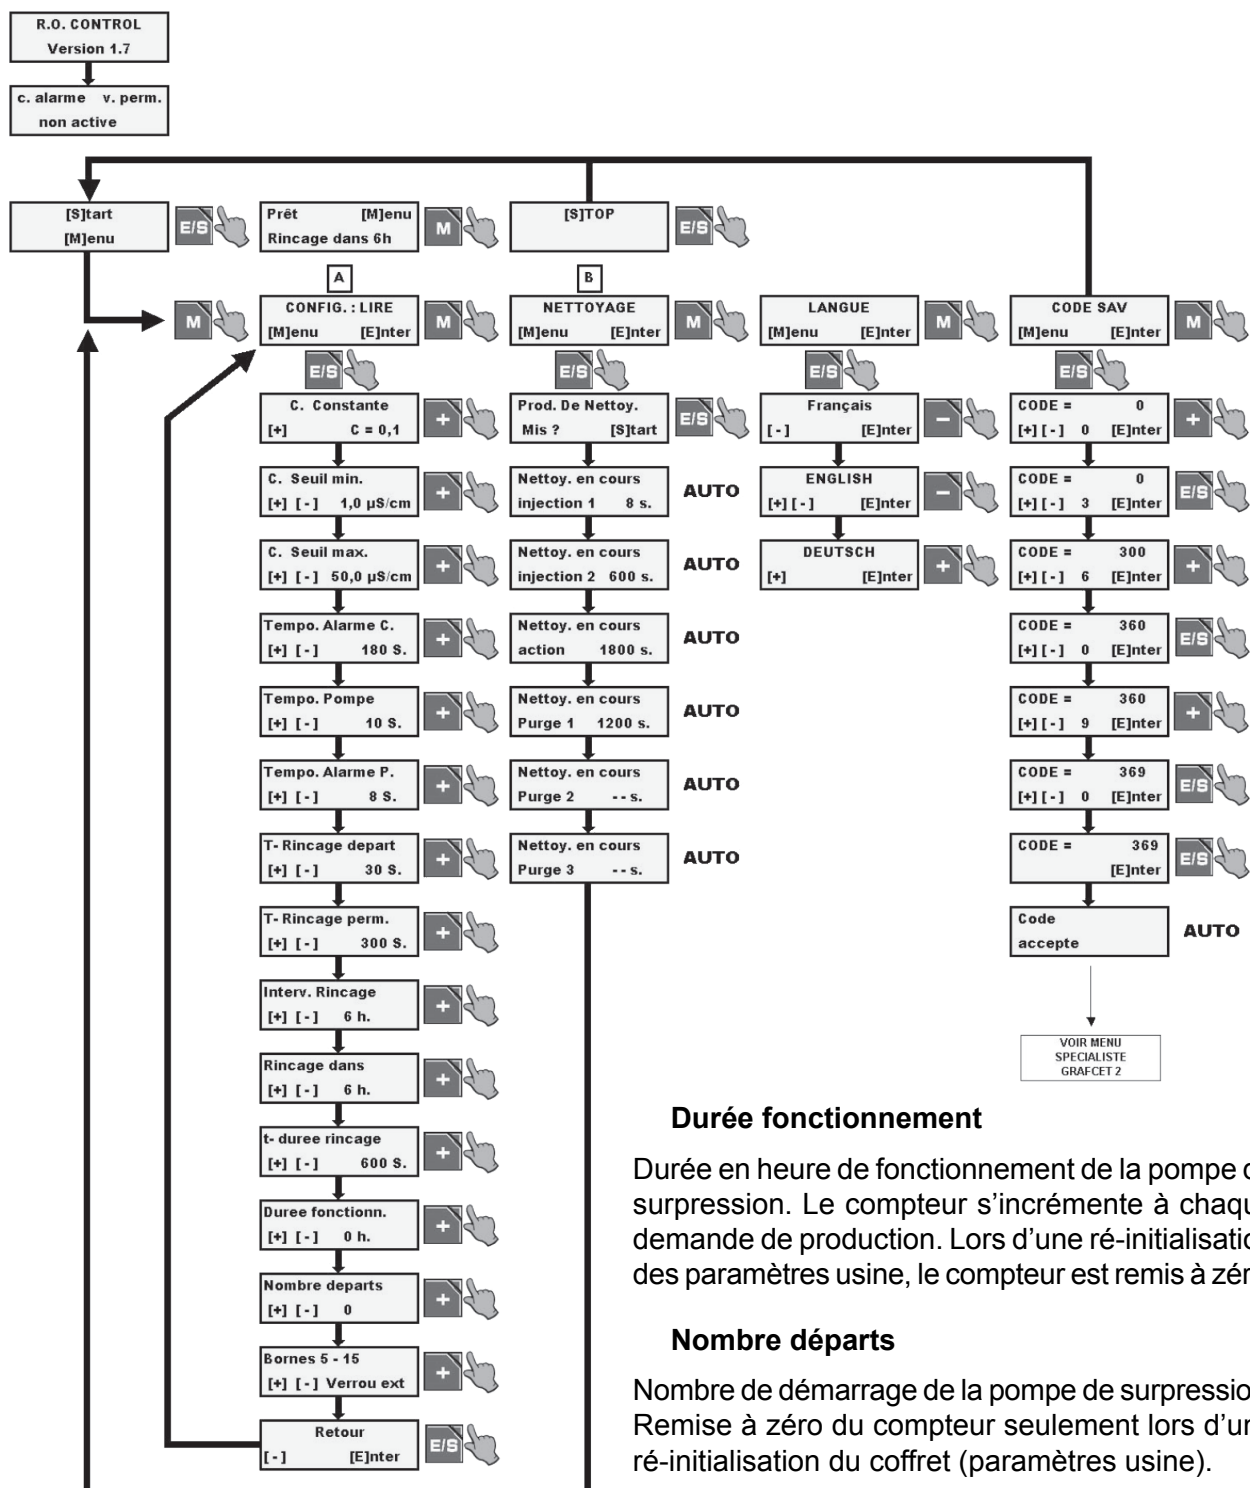 R.O. CONTROL
Version 1.7
c. alarme v. perm.
non active
[S]tart
[M]enu
E/S
Prêt [M]enu
Rincage dans 6h
M
[S]TOP
E/S
M
A
CONFIG. : LIRE
[M]enu [E]nter
M
B
NETTOYAGE
[M]enu [E]nter
M
LANGUE
[M]enu [E]nter
M
CODE SAV
[M]enu [E]nter
M
E/S
E/S
E/S
E/S
C. Constante
[+] C = 0,1
+
C. Seuil min.
[+] [-] 1,0 µS/cm
+
C. Seuil max.
[+] [-] 50,0 µS/cm
+
Tempo. Alarme C.
[+] [-] 180 S.
+
Tempo. Pompe
[+] [-] 10 S.
+
Tempo. Alarme P.
[+] [-] 8 S.
+
T- Rincage depart
[+] [-] 30 S.
+
T- Rincage perm.
[+] [-] 300 S.
+
Interv. Rincage
[+] [-] 6 h.
+
Rincage dans
[+] [-] 6 h.
+
t- duree rincage
[+] [-] 600 S.
+
Duree fonctionn.
[+] [-] 0 h.
+
Nombre departs
[+] [-] 0
+
Bornes 5 - 15
[+] [-] Verrou ext
+
Retour
[-] [E]nter
E/S
Prod. De Nettoy.
Mis ? [S]tart
E/S
Nettoy. en cours
injection 1 8 s.
AUTO
Nettoy. en cours
injection 2 600 s.
AUTO
Nettoy. en cours
action 1800 s.
AUTO
Nettoy. en cours
Purge 1 1200 s.
AUTO
Nettoy. en cours
Purge 2 - - s.
AUTO
Nettoy. en cours
Purge 3 - - s.
AUTO
Français
[-] [E]nter
−
ENGLISH
[+] [-] [E]nter
−
DEUTSCH
[+] [E]nter
+
CODE = 0
[+] [-] 0 [E]nter
+
CODE = 0
[+] [-] 3 [E]nter
E/S
CODE = 300
[+] [-] 6 [E]nter
+
CODE = 360
[+] [-] 0 [E]nter
E/S
CODE = 360
[+] [-] 9 [E]nter
+
CODE = 369
[+] [-] 0 [E]nter
E/S
CODE = 369
[E]nter
E/S
Code
accepte
AUTO
VOIR MENU
SPECIALISTE
GRAFCET 2
Durée fonctionnement
Durée en heure de fonctionnement de la pompe
surpression. Le compteur s’incrémente à chaqu
demande de production. Lors d’une ré-initialisatio
des paramètres usine, le compteur est remis à zér
Nombre départs
Nombre de démarrage de la pompe de surpressio
Remise à zéro du compteur seulement lors d’un
ré-initialisation du coffret (paramètres usine).